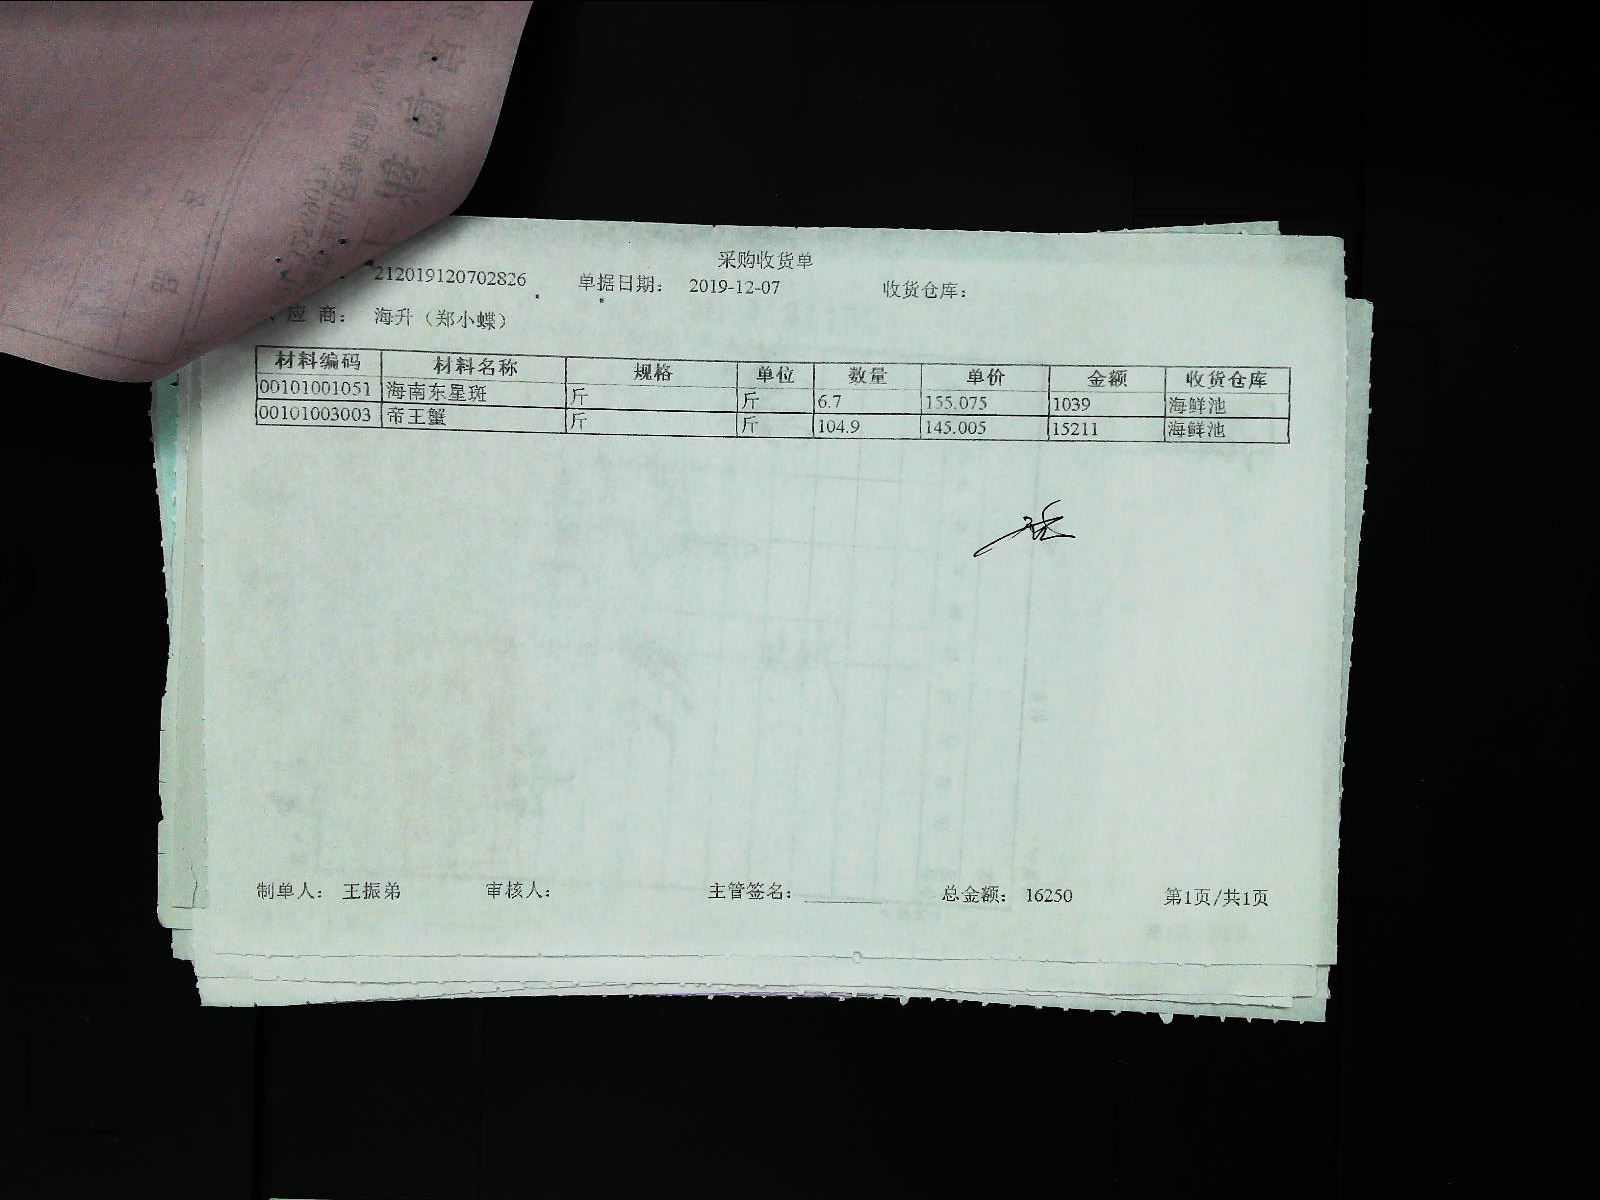 采购收货单
212019120702826 单据日期： 2019-12-07 收货仓库：
应 商： 海升（郑小蝶）
材料编码 材料名称 规格 单位 数量 单价 金额 收货仓库
00101001051 海南东星斑 斤 斤 6.7 155.075 1039 海鲜池
00101003003 帝王蟹 斤 斤 104.9 145.005 15211 海鲜池
制单人： 王振弟 审核人： 主管签名： 总金额： 16250 第1页/共1页